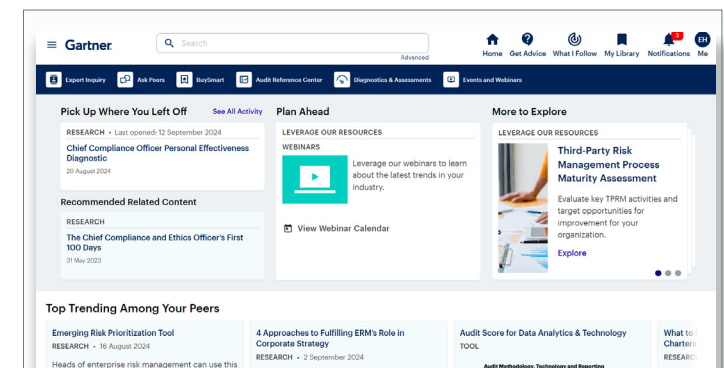 Gartner
Search
Advanced
Home
Get Advice
What I Follow
My Library
3
Notifications
EH
Me
Expert Inquiry
Ask Peers
BuySmart
Audit Reference Center
Diagnostics & Assessments
Events and Webinars
Pick Up Where You Left Off
See All Activity
RESEARCH • Last opened: 12 September 2024
Chief Compliance Officer Personal Effectiveness
Diagnostic
20 August 2024
Recommended Related Content
RESEARCH
The Chief Compliance and Ethics Officer's First
100 Days
31 May 2023
Plan Ahead
LEVERAGE OUR RESOURCES
WEBINARS
Leverage our webinars to learn
about the latest trends in your
industry.
View Webinar Calendar
More to Explore
LEVERAGE OUR RESOURCES
Third-Party Risk
Management Process
Maturity Assessment
Evaluate key TPRM activities and
target opportunities for
improvement for your
organization.
Explore
Top Trending Among Your Peers
Emerging Risk Prioritization Tool
RESEARCH • 16 August 2024
Heads of enterprise risk management can use this
4 Approaches to Fulfilling ERM's Role in
Corporate Strategy
RESEARCH • 2 September 2024
Audit Score for Data Analytics & Technology
TOOL
Audit Methodology, Technology and Reporting
What to
Charters